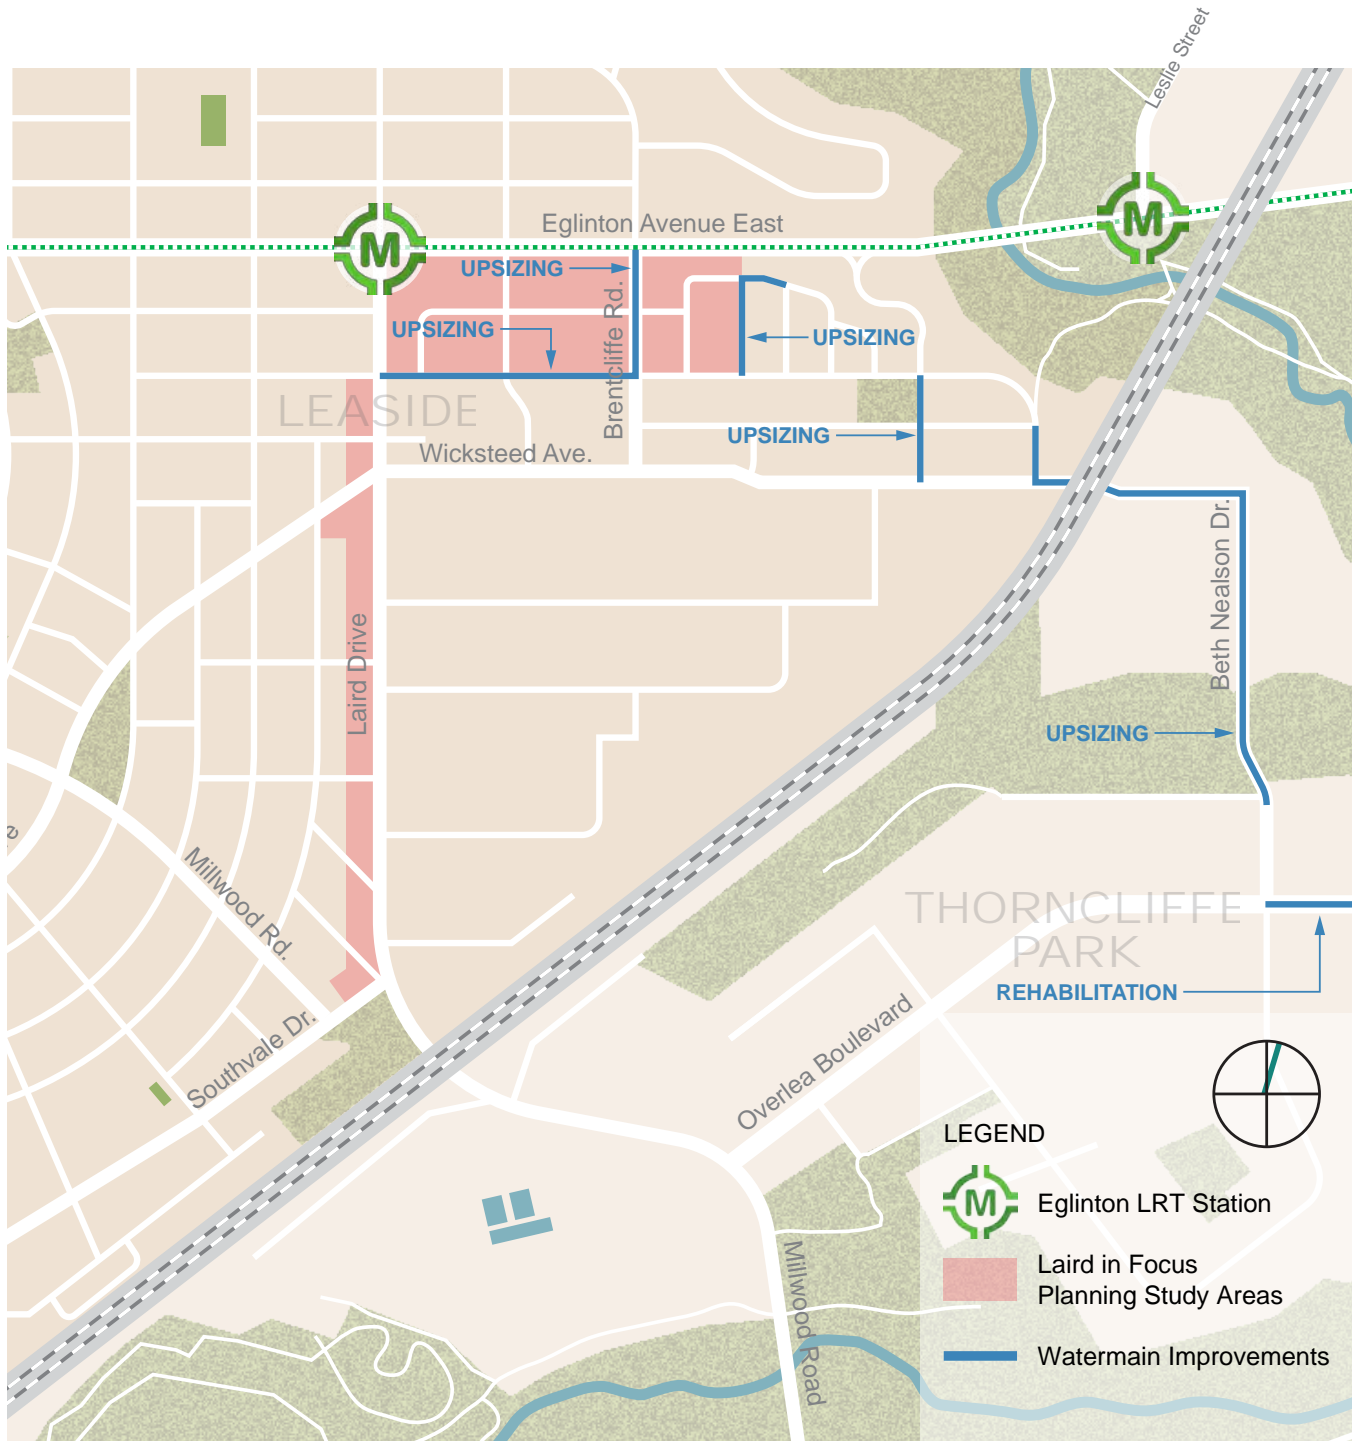 Leslie Street
M
Eglinton Avenue East
M
UPSIZING
Brentcliffe Rd.
UPSIZING
UPSIZING
LEASIDE
UPSIZING
Wicksteed Ave.
Beth Nealson Dr.
Laird Drive
UPSIZING
Millwood Rd.
THORNCLIFFE
PARK
REHABILITATION
Overlea Boulevard
Southvale Dr.
Millwood Road
LEGEND
M
Eglinton LRT Station
Laird in Focus
Planning Study Areas
Watermain Improvements